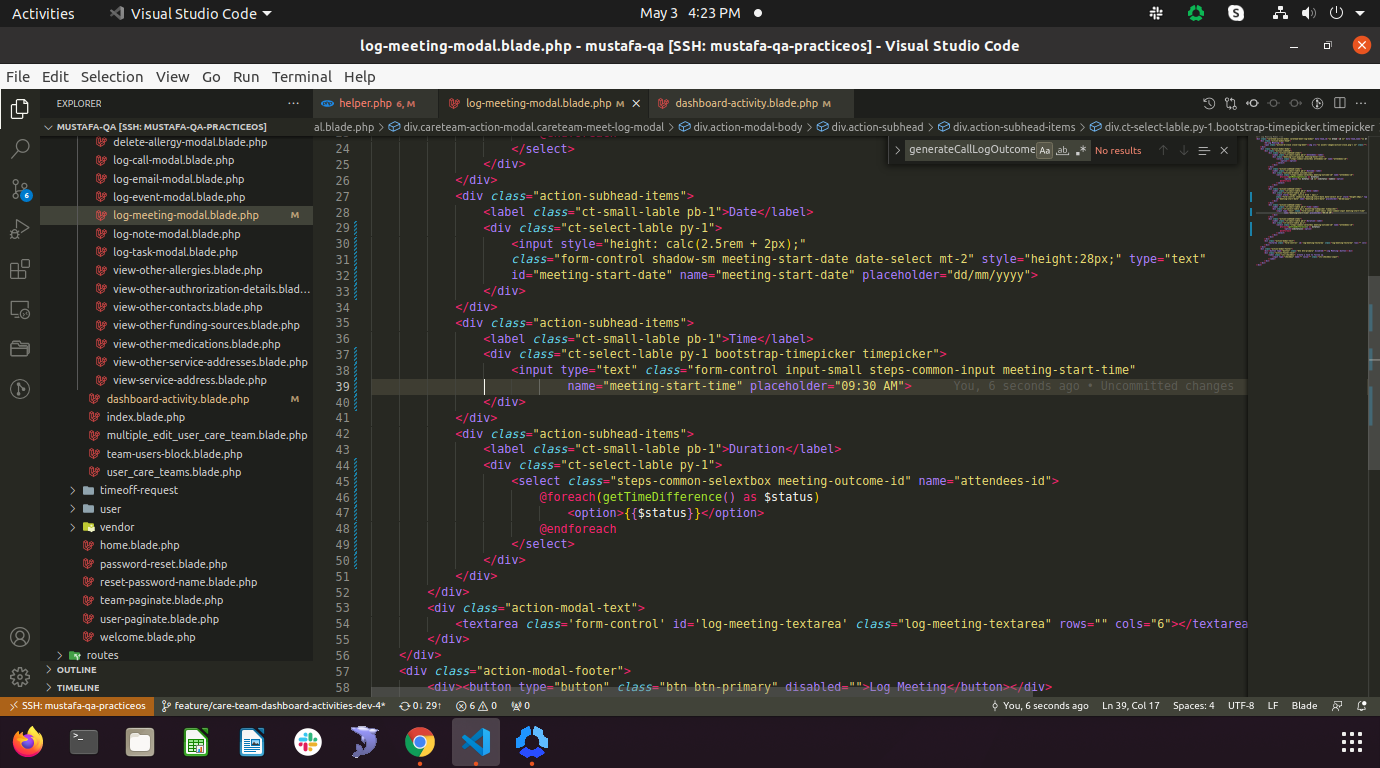 Activities
Visual Studio Code
May 3 4:23 PM
log-meeting-modal.blade.php - mustafa-qa [SSH: mustafa-qa-practiceos] - Visual Studio Code
File Edit Selection View Go Run Terminal Help
EXPLORER
helper.php 6, M
log-meeting-modal.blade.php M
dashboard-activity.blade.php M
MUSTAFA-QA [SSH: MUSTAFA-QA-PRACTICEOS]
al.blade.php > div.careteam-action-modal.careteam-meet-log-modal > div.action-modal-body > div.action-subhead > div.action-subhead-items > div.ct-select-lable.py-1.bootstrap-timepicker.timepicker
generateCallLogOutcome
Aa
ab
No results
delete-allergy-modal.blade.php
log-call-modal.blade.php
log-email-modal.blade.php
log-event-modal.blade.php
log-meeting-modal.blade.php M
log-note-modal.blade.php
log-task-modal.blade.php
view-other-allergies.blade.php
view-other-authrorization-details.blad...
view-other-contacts.blade.php
view-other-funding-sources.blade.php
view-other-medications.blade.php
view-other-service-addresses.blade.php
view-service-address.blade.php
dashboard-activity.blade.php M
index.blade.php
multiple_edit_user_care_team.blade.php
team-users-block.blade.php
user_care_teams.blade.php
timeoff-request
user
vendor
home.blade.php
password-reset.blade.php
reset-password-name.blade.php
team-paginate.blade.php
user-paginate.blade.php
welcome.blade.php
routes
OUTLINE
TIMELINE
6
24 </select>
25 </div>
26 </div>
27 <div class="action-subhead-items">
28 <label class="ct-small-lable pb-1">Date</label>
29 <div class="ct-select-lable py-1">
30 <input style="height: calc(2.5rem + 2px);"
31 class="form-control shadow-sm meeting-start-date date-select mt-2" style="height:28px;" type="text"
32 id="meeting-start-date" name="meeting-start-date" placeholder="dd/mm/yyyy">
33 </div>
34 </div>
35 <div class="action-subhead-items">
36 <label class="ct-small-lable pb-1">Time</label>
37 <div class="ct-select-lable py-1 bootstrap-timepicker timepicker">
38 <input type="text" class="form-control input-small steps-common-input meeting-start-time"
39 name="meeting-start-time" placeholder="09:30 AM"> You, 6 seconds ago • Uncommitted changes
40 </div>
41 </div>
42 <div class="action-subhead-items">
43 <label class="ct-small-lable pb-1">Duration</label>
44 <div class="ct-select-lable py-1">
45 <select class="steps-common-selextbox meeting-outcome-id" name="attendees-id">
46 @foreach(getTimeDifference() as $status)
47 <option>{{$status}}</option>
48 @endforeach
49 </select>
50 </div>
51 </div>
52 </div>
53 <div class="action-modal-text">
54 <textarea class='form-control' id='log-meeting-textarea' class="log-meeting-textarea" rows="" cols="6"></textarea
55 </div>
56 </div>
57 <div class="action-modal-footer">
58 <div><button type="button" class="btn btn-primary" disabled="">Log Meeting</button></div>
SSH: mustafa-qa-practiceos
feature/care-team-dashboard-activities-dev-4*
0↓ 29↑
6
0
0
You, 6 seconds ago
Ln 39, Col 17
Spaces: 4
UTF-8
LF
Blade